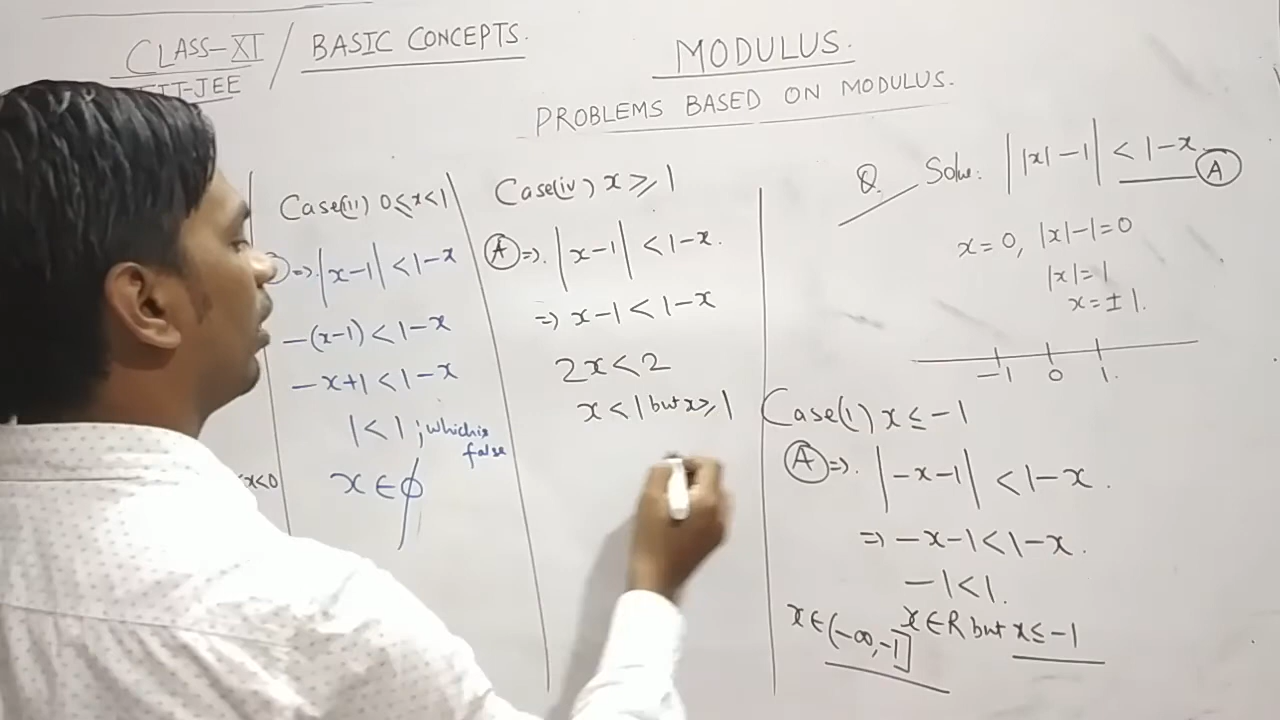 CLASS-XI / BASIC CONCEPTS.
IIT-JEE
MODULUS.
PROBLEMS BASED ON MODULUS.
Q. Solve: ||x| -1| < 1-x. (A)
x=0, |x|-1=0
|x|=1
x=±1.
-1 0 1.
Case(i) x ≤ -1
(A) ⇒. |-x-1| < 1-x.
⇒ -x-1 < 1-x.
-1 < 1.
x∈R but x ≤ -1
x∈(-∞,-1]
x<0
Case(iii) 0≤x<1
⇒. |x-1| < 1-x
-(x-1) < 1-x
-x+1 < 1-x
1<1; which is
false
x∈ϕ
Case(iv) x ≥ 1
(A) ⇒. |x-1| < 1-x.
⇒ x-1 < 1-x
2x < 2
x < 1 but x ≥ 1